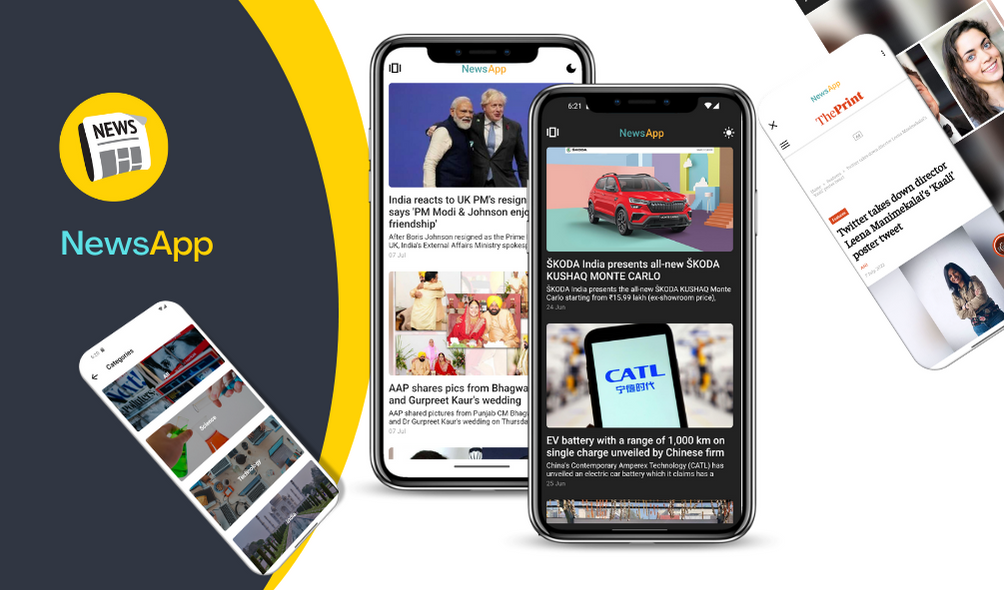 NEWS
NewsApp
6:20
Categories
All
Science
Technology
India
NewsApp
India reacts to UK PM's resign
says 'PM Modi & Johnson enjo
friendship'
After Boris Johnson resigned as the Prime
UK, India's External Affairs Ministry spokesp
07 Jul
AAP shares pics from Bhagwa
and Gurpreet Kaur's wedding
AAP shared pictures from Punjab CM Bhag
and Dr Gurpreet Kaur's wedding on Thursda
07 Jul
6:21
NewsApp
ŠKODA
ŠKODA India presents all-new ŠKODA
KUSHAQ MONTE CARLO
ŠKODA India presents the all-new ŠKODA KUSHAQ Monte
Carlo starting from ₹15.99 lakh (ex-showroom price),
24 Jun
CATL
宁德时代
EV battery with a range of 1,000 km on
single charge unveiled by Chinese firm
China's Contemporary Amperex Technology (CATL) has
unveiled an electric car battery which it claims has a
25 Jun
NewsApp
ThePrint
Ad
Twitter takes down director
Leena Manimekalai's 'Kaali'
poster tweet
ANI